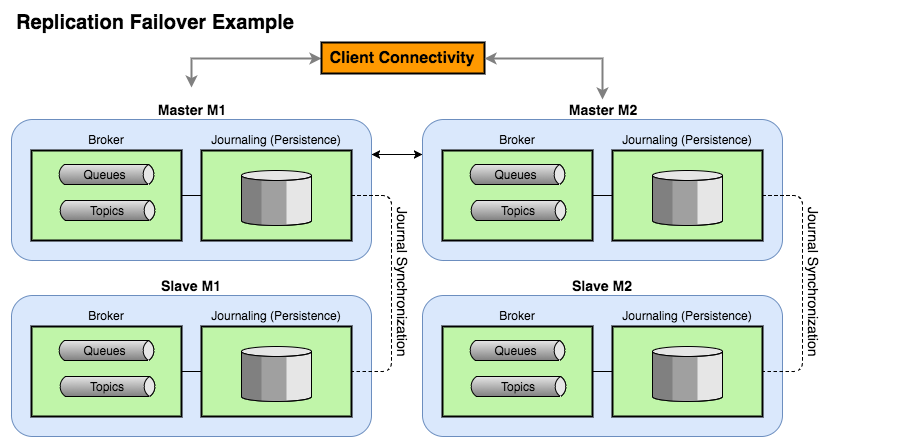 Replication Failover Example
Client Connectivity
Master M1
Master M2
Broker
Journaling (Persistence)
Broker
Journaling (Persistence)
Queues
Topics
Queues
Topics
Journal Synchronization
Journal Synchronization
Slave M1
Slave M2
Broker
Journaling (Persistence)
Broker
Journaling (Persistence)
Queues
Topics
Queues
Topics